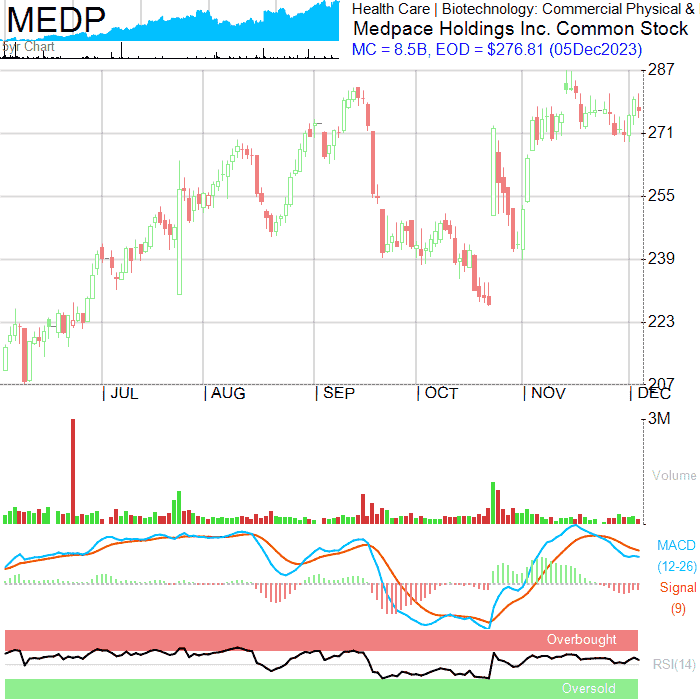 MEDP
5yr Chart
Health Care | Biotechnology: Commercial Physical &
Medpace Holdings Inc. Common Stock
MC = 8.5B, EOD = $276.81 (05Dec2023)
287
271
255
239
223
207
| JUL | AUG | SEP | OCT | NOV | DEC
3M
Volume
MACD
(12-26)
Signal
(9)
Overbought
RSI(14)
Oversold